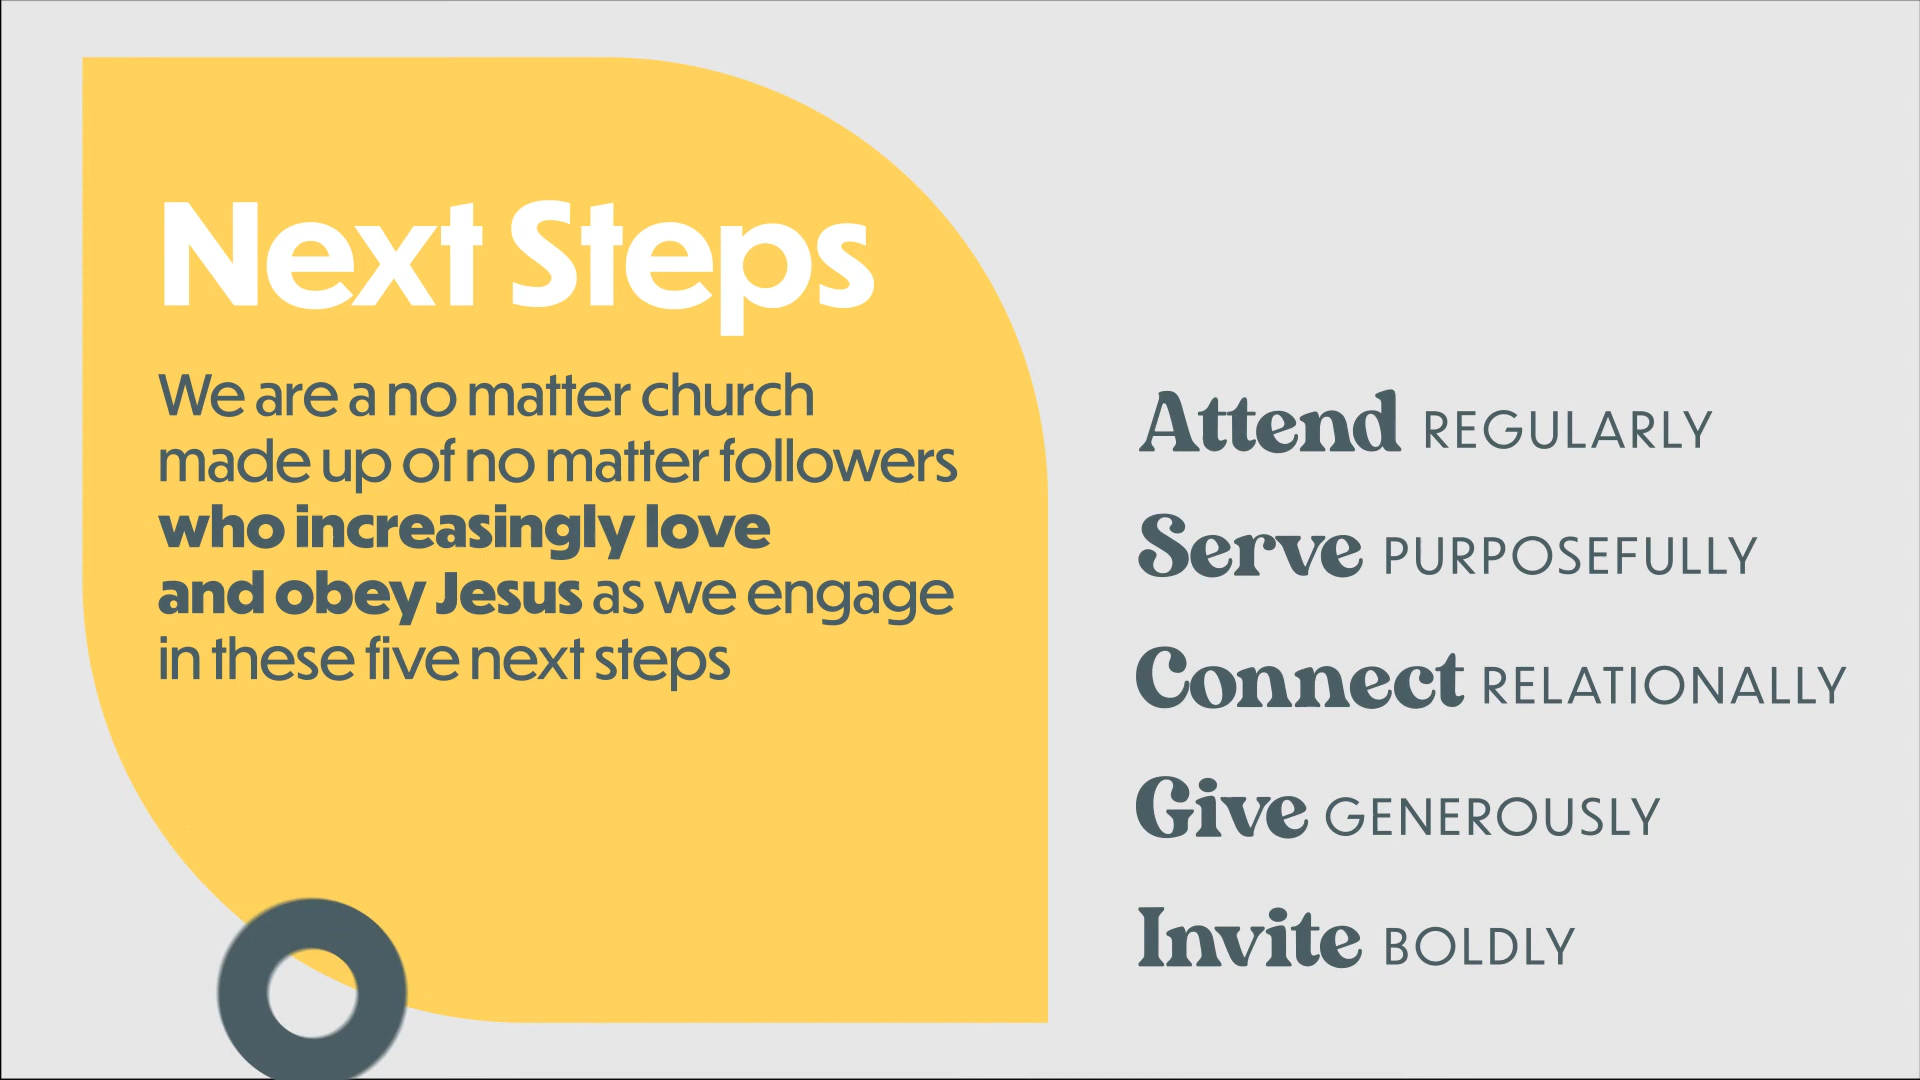 Next Steps
We are a no matter church
made up of no matter followers
who increasingly love
and obey Jesus as we engage
in these five next steps
Attend REGULARLY
Serve PURPOSEFULLY
Connect RELATIONALLY
Give GENEROUSLY
Invite BOLDLY